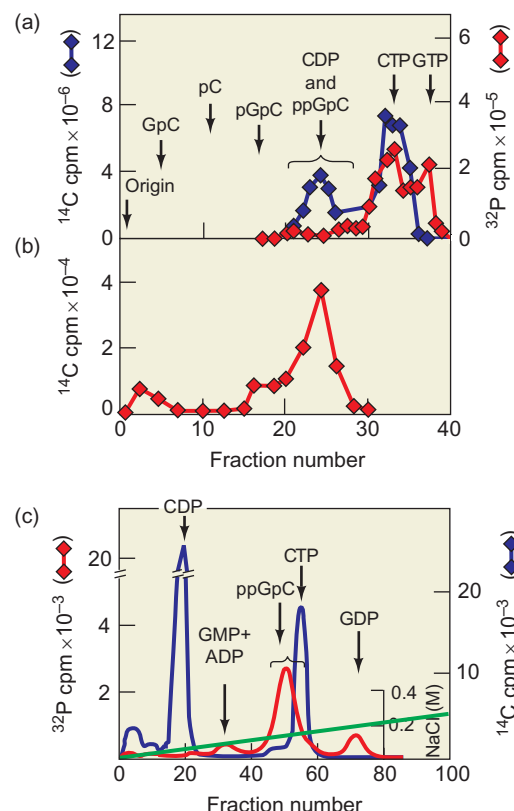 (a)
12
8
4
0
¹⁴C cpm × 10⁻⁶ ( )
Origin
GpC
pC
pGpC
CDP
and
ppGpC
CTP
GTP
6
4
2
0
³²P cpm × 10⁻⁵ ( )
(b)
4
2
0
¹⁴C cpm × 10⁻⁴
0 10 20 30 40
Fraction number
(c)
20
4
2
³²P cpm × 10⁻³ ( )
CDP
GMP+
ADP
ppGpC
CTP
GDP
0.4
0.2
NaCl (M)
20
10
¹⁴C cpm × 10⁻³ ( )
0 20 40 60 80 100
Fraction number